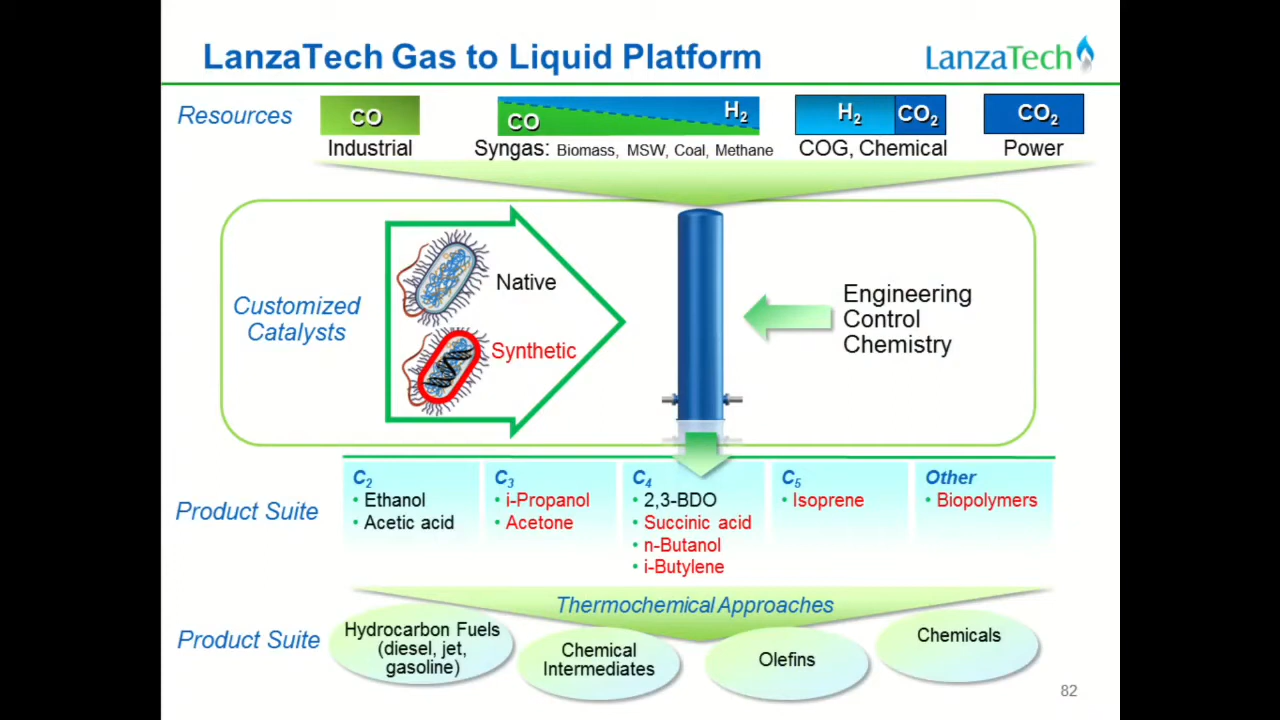 LanzaTech Gas to Liquid Platform
LanzaTech
Resources
CO
CO
H₂
H₂
CO₂
CO₂
Industrial
Syngas: Biomass, MSW, Coal, Methane
COG, Chemical
Power
Customized
Catalysts
Native
Synthetic
Engineering
Control
Chemistry
Product Suite
C₂
• Ethanol
• Acetic acid
C₃
• i-Propanol
• Acetone
C₄
• 2,3-BDO
• Succinic acid
• n-Butanol
• i-Butylene
C₅
• Isoprene
Other
• Biopolymers
Thermochemical Approaches
Product Suite
Hydrocarbon Fuels
(diesel, jet,
gasoline)
Chemical
Intermediates
Olefins
Chemicals
82